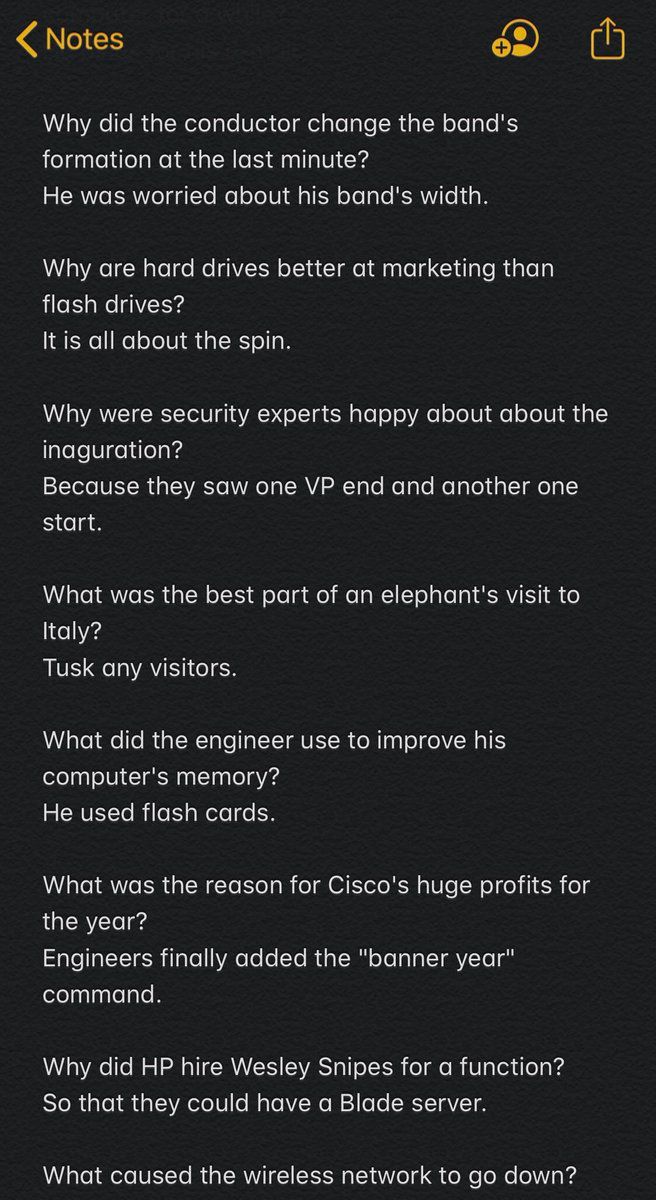 Notes
Why did the conductor change the band's
formation at the last minute?
He was worried about his band's width.
Why are hard drives better at marketing than
flash drives?
It is all about the spin.
Why were security experts happy about about the
inaguration?
Because they saw one VP end and another one
start.
What was the best part of an elephant's visit to
Italy?
Tusk any visitors.
What did the engineer use to improve his
computer's memory?
He used flash cards.
What was the reason for Cisco's huge profits for
the year?
Engineers finally added the "banner year"
command.
Why did HP hire Wesley Snipes for a function?
So that they could have a Blade server.
What caused the wireless network to go down?